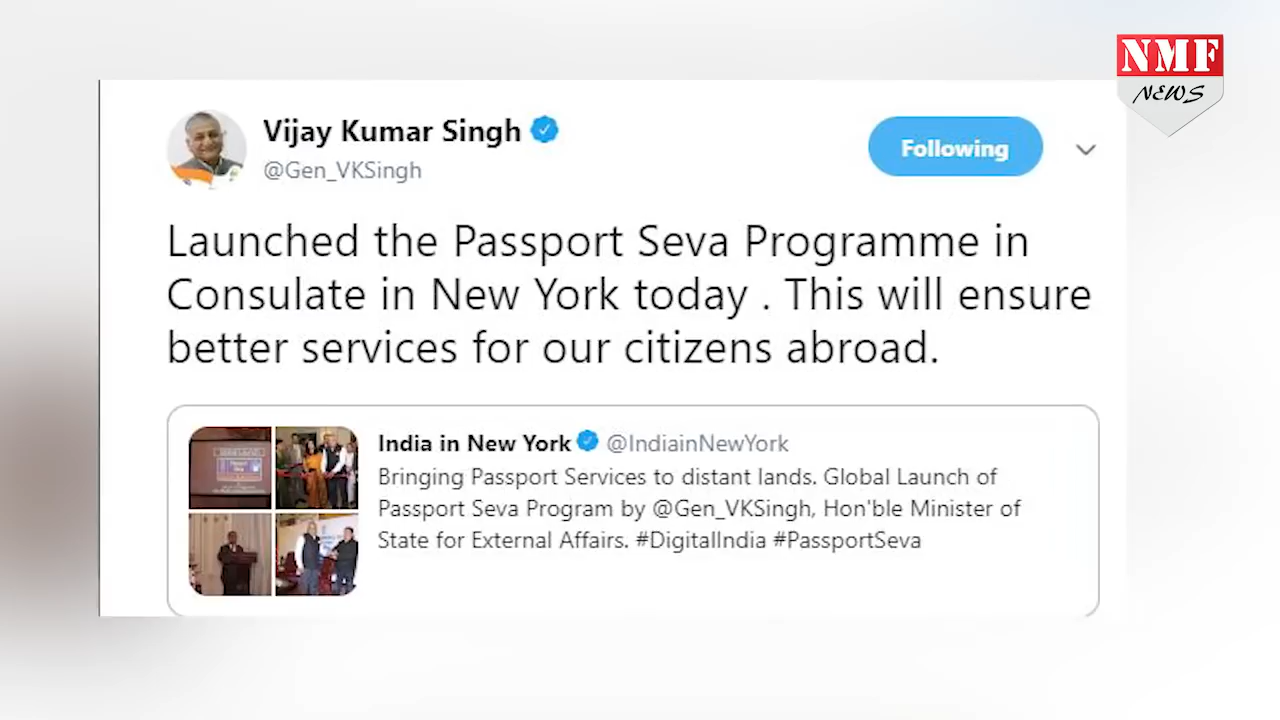 NMF
NEWS
Vijay Kumar Singh
@Gen_VKSingh
Following
Launched the Passport Seva Programme in
Consulate in New York today . This will ensure
better services for our citizens abroad.
India in New York @IndiainNewYork
Bringing Passport Services to distant lands. Global Launch of
Passport Seva Program by @Gen_VKSingh, Hon'ble Minister of
State for External Affairs. #DigitalIndia #PassportSeva